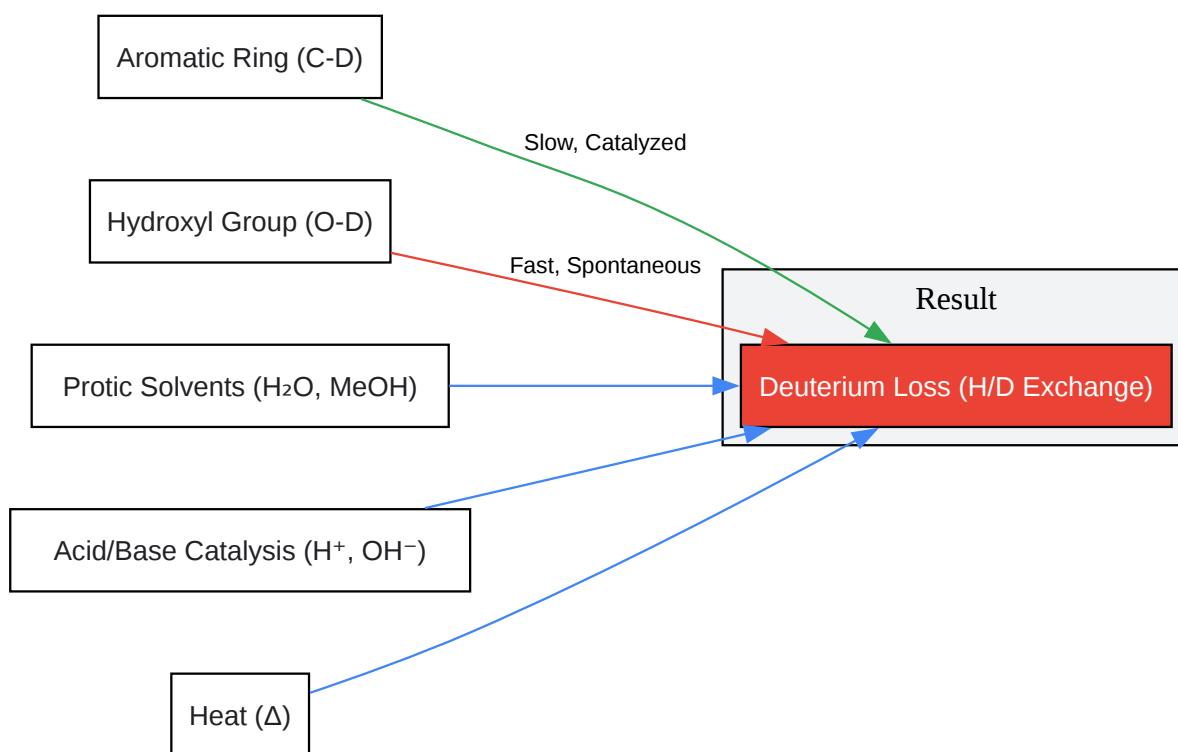 Aromatic Ring (C-D)
Slow, Catalyzed
Hydroxyl Group (O-D)
Fast, Spontaneous
Result
Protic Solvents (H₂O, MeOH)
Deuterium Loss (H/D Exchange)
Acid/Base Catalysis (H⁺, OH⁻)
Heat (Δ)